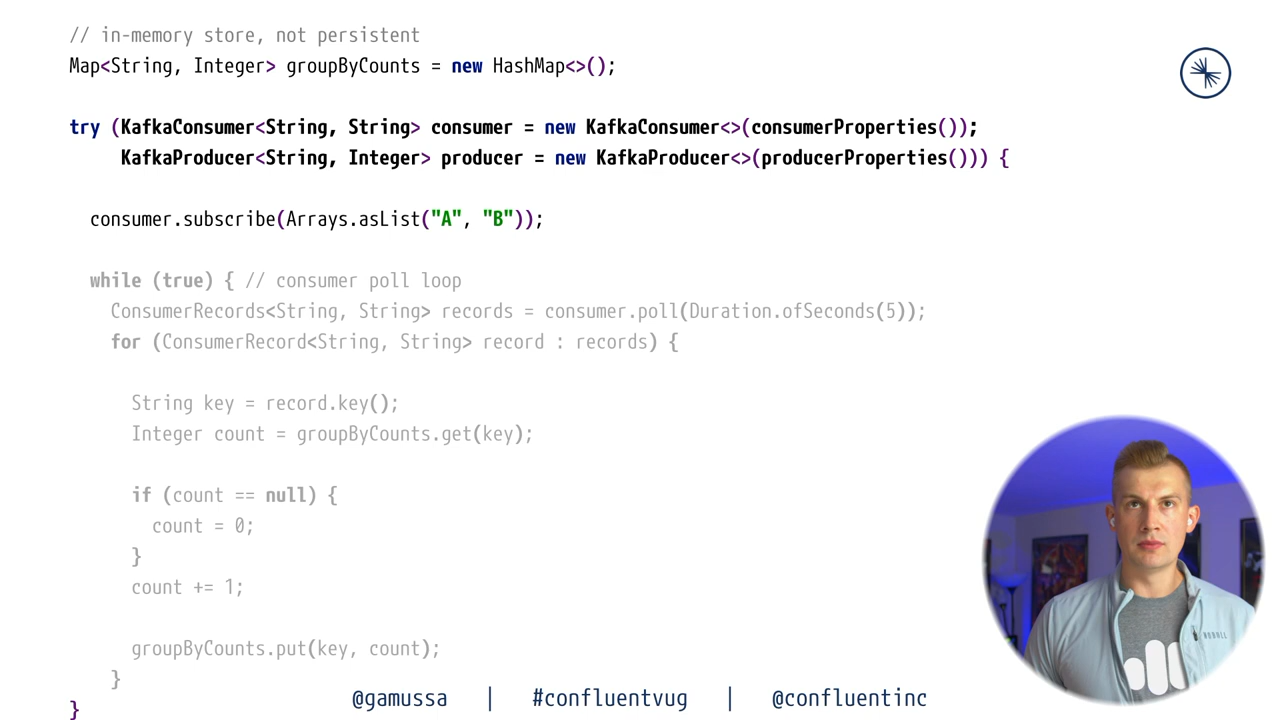 // in-memory store, not persistent
Map<String, Integer> groupByCounts = new HashMap<>();
try (KafkaConsumer<String, String> consumer = new KafkaConsumer<>(consumerProperties());
KafkaProducer<String, Integer> producer = new KafkaProducer<>(producerProperties())) {
consumer.subscribe(Arrays.asList("A", "B"));
while (true) { // consumer poll loop
ConsumerRecords<String, String> records = consumer.poll(Duration.ofSeconds(5));
for (ConsumerRecord<String, String> record : records) {
String key = record.key();
Integer count = groupByCounts.get(key);
if (count == null) {
count = 0;
}
count += 1;
groupByCounts.put(key, count);
}
}
@gamussa | #confluentvug | @confluentinc